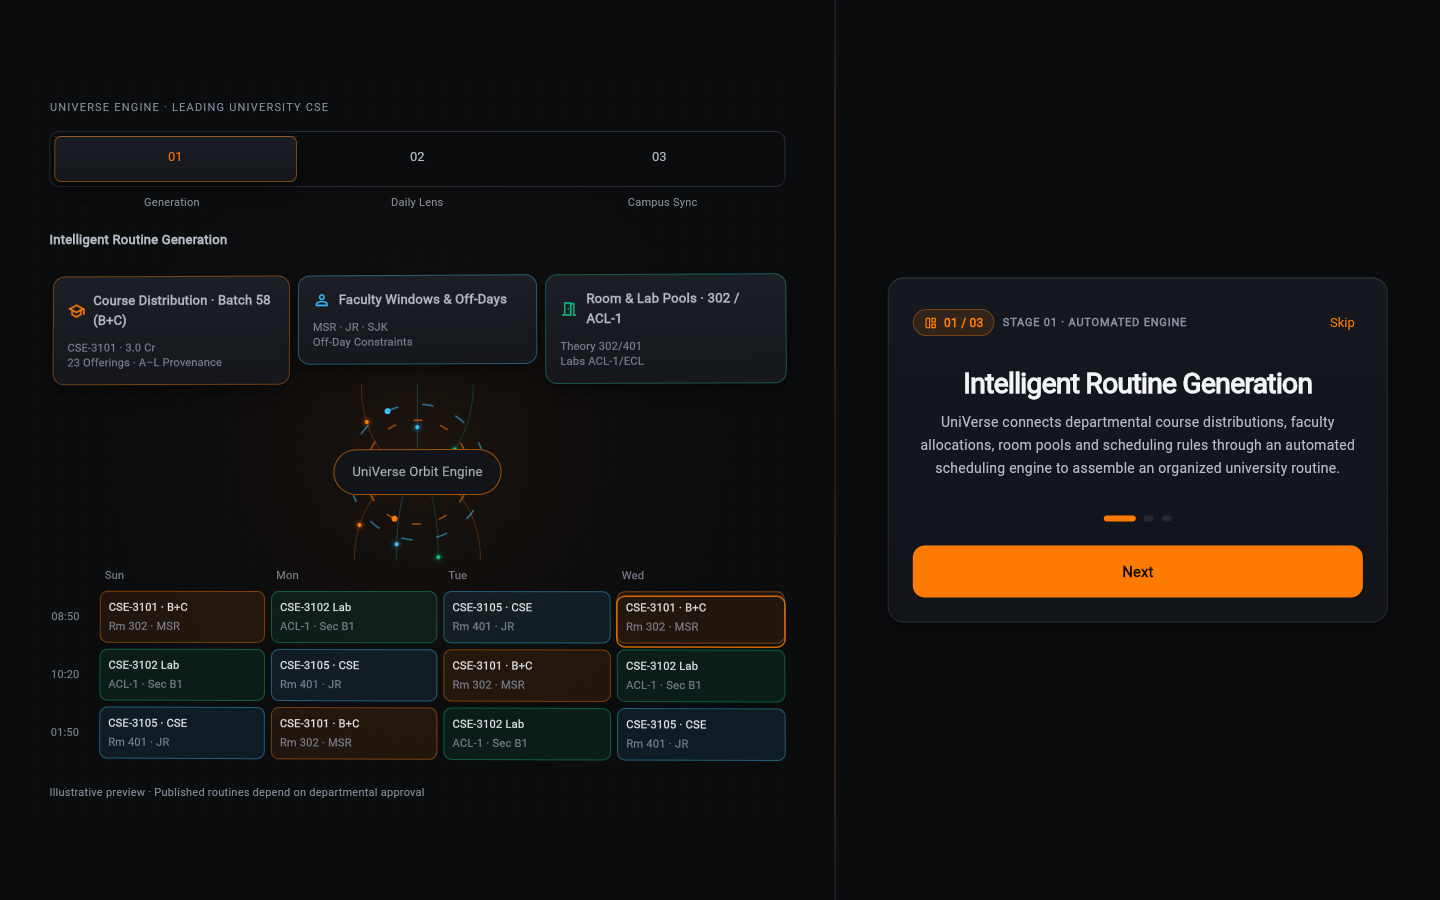 UNIVERSE ENGINE · LEADING UNIVERSITY CSE
01
02
03
Generation
Daily Lens
Campus Sync
Intelligent Routine Generation
Course Distribution · Batch 58
(B+C)
CSE-3101 · 3.0 Cr
23 Offerings · A–L Provenance
Faculty Windows & Off-Days
MSR · JR · SJK
Off-Day Constraints
Room & Lab Pools · 302 /
ACL-1
Theory 302/401
Labs ACL-1/ECL
UniVerse Orbit Engine
Sun
Mon
Tue
Wed
08:50
CSE-3101 · B+C
Rm 302 · MSR
CSE-3102 Lab
ACL-1 · Sec B1
CSE-3105 · CSE
Rm 401 · JR
CSE-3101 · B+C
Rm 302 · MSR
10:20
CSE-3102 Lab
ACL-1 · Sec B1
CSE-3105 · CSE
Rm 401 · JR
CSE-3101 · B+C
Rm 302 · MSR
CSE-3102 Lab
ACL-1 · Sec B1
01:50
CSE-3105 · CSE
Rm 401 · JR
CSE-3101 · B+C
Rm 302 · MSR
CSE-3102 Lab
ACL-1 · Sec B1
CSE-3105 · CSE
Rm 401 · JR
Illustrative preview · Published routines depend on departmental approval
01 / 03
STAGE 01 · AUTOMATED ENGINE
Skip
Intelligent Routine Generation
UniVerse connects departmental course distributions, faculty
allocations, room pools and scheduling rules through an automated
scheduling engine to assemble an organized university routine.
Next